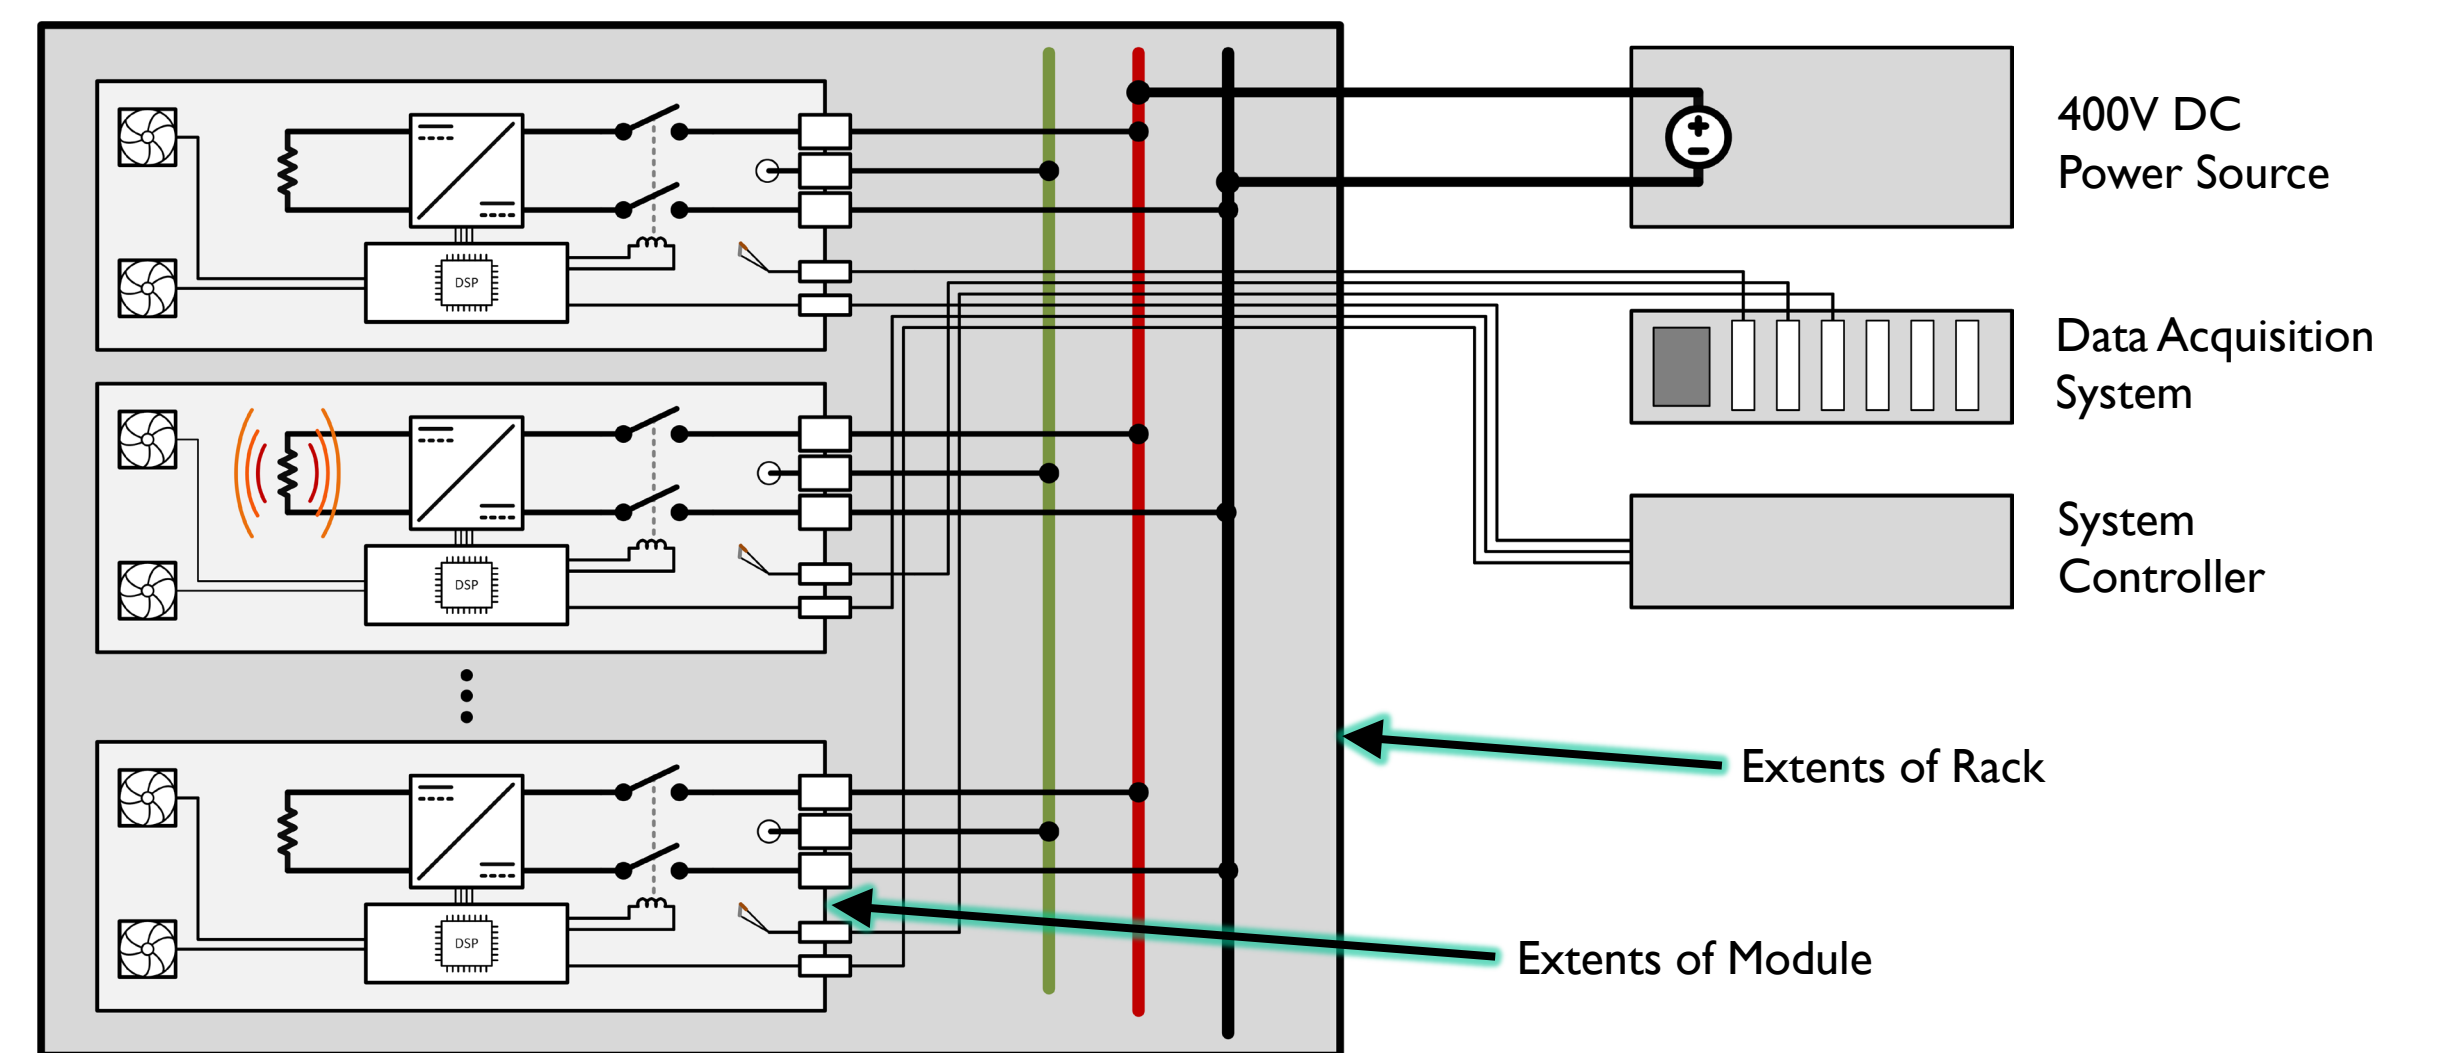 400V DC
Power Source
DSP
Data Acquisition
System
System
Controller
DSP
Extents of Rack
DSP
Extents of Module